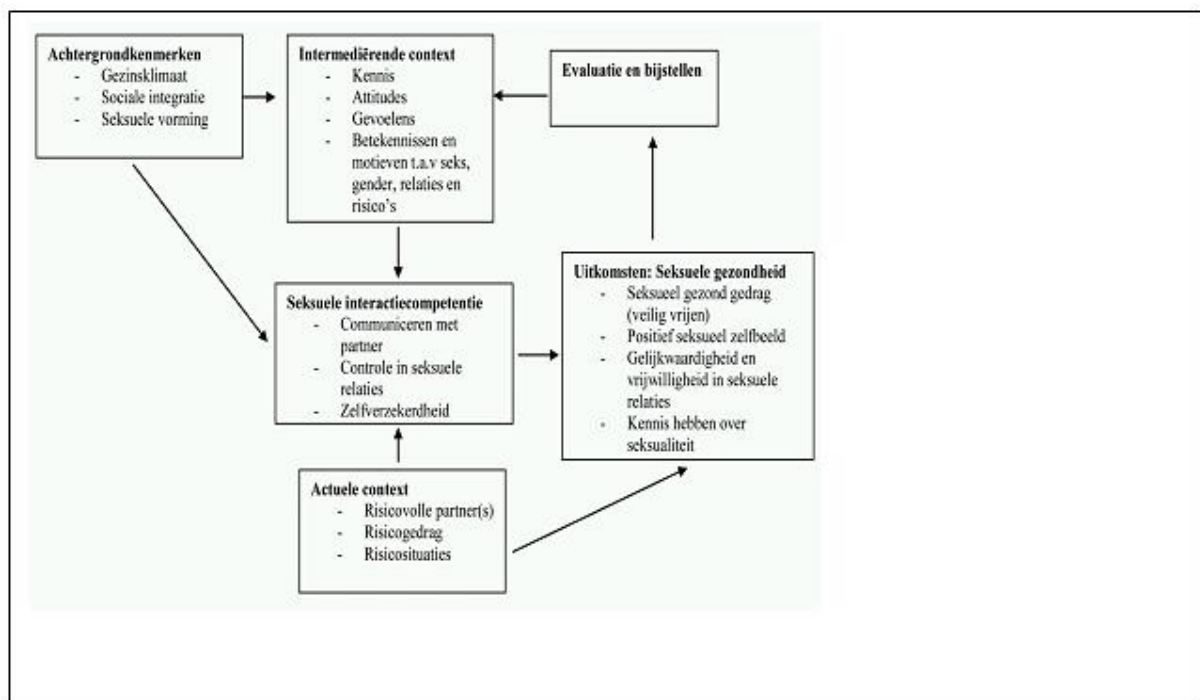 Achtergrondkenmerken
- Gezinsklimaat
- Sociale integratie
- Seksuele vorming
Intermediërende context
- Kennis
- Attitudes
- Gevoelens
- Betekennissen en
motieven t.a.v seks,
gender, relaties en
risico's
Evaluatie en bijstellen
Seksuele interactiecompetentie
- Communiceren met
partner
- Controle in seksuele
relaties
- Zelfverzekerdheid
Uitkomsten: Seksuele gezondheid
- Seksueel gezond gedrag
(veilig vrijen)
- Positief seksueel zelfbeeld
- Gelijkwaardigheid en
vrijwilligheid in seksuele
relaties
- Kennis hebben over
seksualiteit
Actuele context
- Risicovolle partner(s)
- Risicogedrag
- Risicosituaties